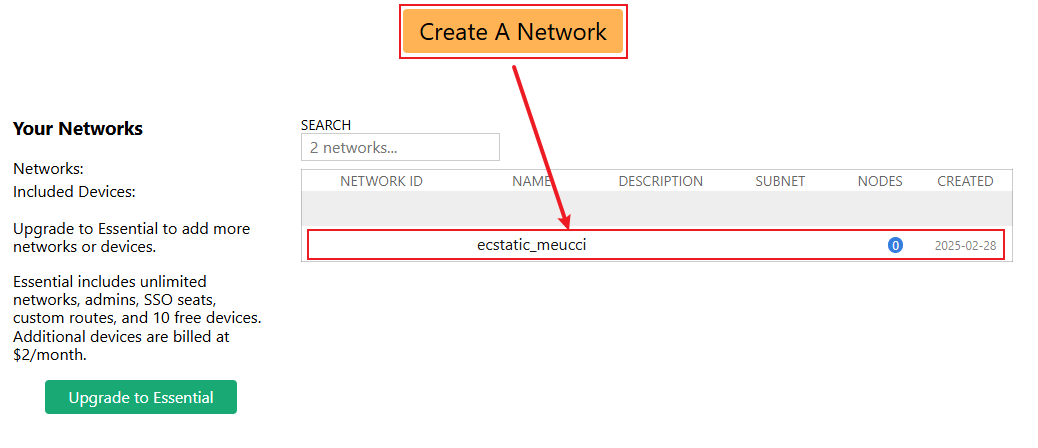 Create A Network
Your Networks
Networks:
Included Devices:
Upgrade to Essential to add more
networks or devices.
Essential includes unlimited
networks, admins, SSO seats,
custom routes, and 10 free devices.
Additional devices are billed at
$2/month.
Upgrade to Essential
SEARCH
2 networks...
NETWORK ID NAME DESCRIPTION SUBNET NODES CREATED
ecstatic_meucci 0 2025-02-28